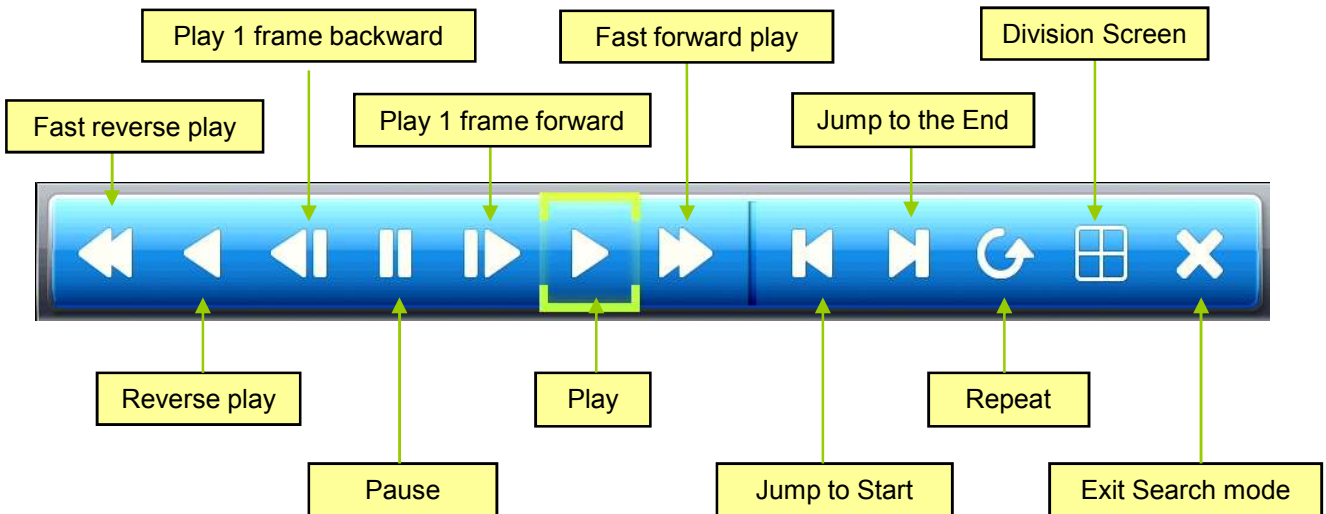 Play 1 frame backward
Fast forward play
Division Screen
Fast reverse play
Play 1 frame forward
Jump to the End
Reverse play
Play
Repeat
Pause
Jump to Start
Exit Search mode